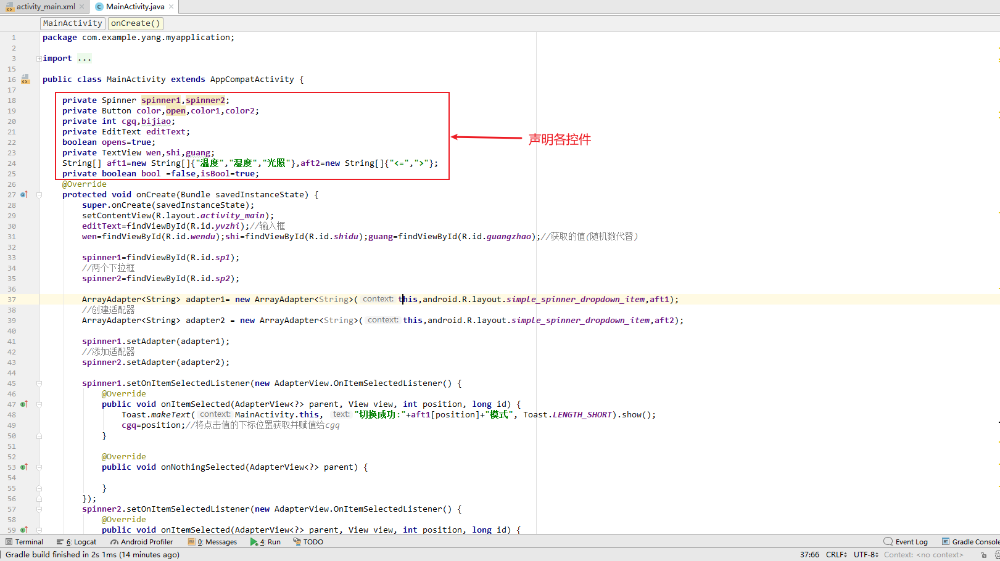 activity_main.xml
MainActivity.java
MainActivity
onCreate()
1 package com.example.yang.myapplication;
2
3 import ...
15
16 public class MainActivity extends AppCompatActivity {
17
18 private Spinner spinner1,spinner2;
19 private Button color,open,color1,color2;
20 private int cgq,bijiao;
21 private EditText editText;
22 boolean opens=true;
23 private TextView wen,shi,guang;
24 String[] aft1=new String[]{"温度","湿度","光照"},aft2=new String[]{"<=",">"};
25 private boolean bool =false,isBool=true;
声明各控件
26 @Override
27 protected void onCreate(Bundle savedInstanceState) {
28 super.onCreate(savedInstanceState);
29 setContentView(R.layout.activity_main);
30 editText=findViewById(R.id.yvzhi);//输入框
31 wen=findViewById(R.id.wendu);shi=findViewById(R.id.shidu);guang=findViewById(R.id.guangzhao);//获取的值(随机数代替)
32
33 spinner1=findViewById(R.id.sp1);
34 //两个下拉框
35 spinner2=findViewById(R.id.sp2);
36
37 ArrayAdapter<String> adapter1= new ArrayAdapter<String>( context: this,android.R.layout.simple_spinner_dropdown_item,aft1);
38 //创建适配器
39 ArrayAdapter<String> adapter2 = new ArrayAdapter<String>( context: this,android.R.layout.simple_spinner_dropdown_item,aft2);
40
41 spinner1.setAdapter(adapter1);
42 //添加适配器
43 spinner2.setAdapter(adapter2);
44
45 spinner1.setOnItemSelectedListener(new AdapterView.OnItemSelectedListener() {
46 @Override
47 public void onItemSelected(AdapterView<?> parent, View view, int position, long id) {
48 Toast.makeText( context: MainActivity.this, text: "切换成功:"+aft1[position]+"模式", Toast.LENGTH_SHORT).show();
49 cgq=position;//将点击值的下标位置获取并赋值给cgq
50 }
51
52 @Override
53 public void onNothingSelected(AdapterView<?> parent) {
54
55 }
56 });
57 spinner2.setOnItemSelectedListener(new AdapterView.OnItemSelectedListener() {
58 @Override
59 public void onItemSelected(AdapterView<?> parent, View view, int position, long id) {
Terminal 6: Logcat Android Profiler 0: Messages 4: Run TODO Event Log Gradle Console
Gradle build finished in 2s 1ms (14 minutes ago) 37:66 CRLF UTF-8 Context: <no context>